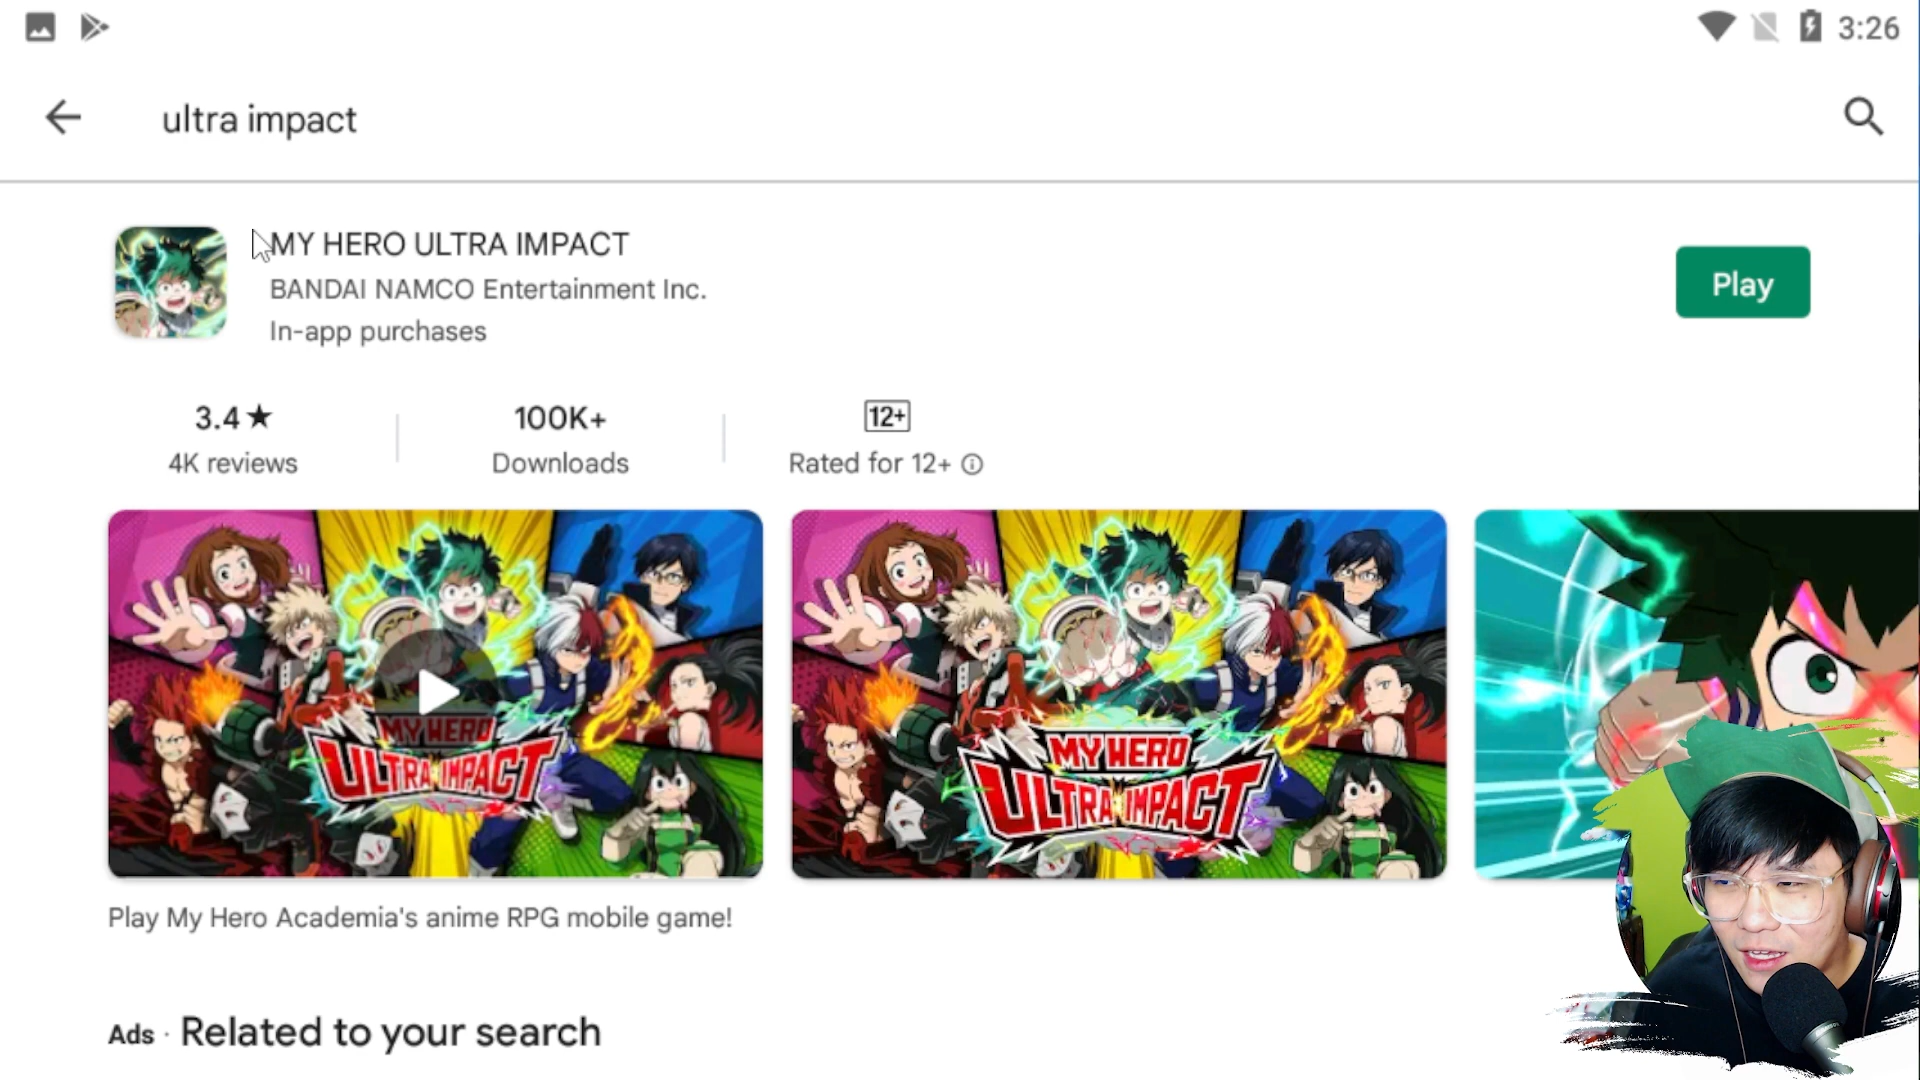 3:26
ultra impact
MY HERO ULTRA IMPACT
BANDAI NAMCO Entertainment Inc.
In-app purchases
Play
3.4★
4K reviews
100K+
Downloads
12+
Rated for 12+
MY HERO
ULTRA IMPACT
MY HERO
ULTRA IMPACT
Play My Hero Academia's anime RPG mobile game!
Ads · Related to your search